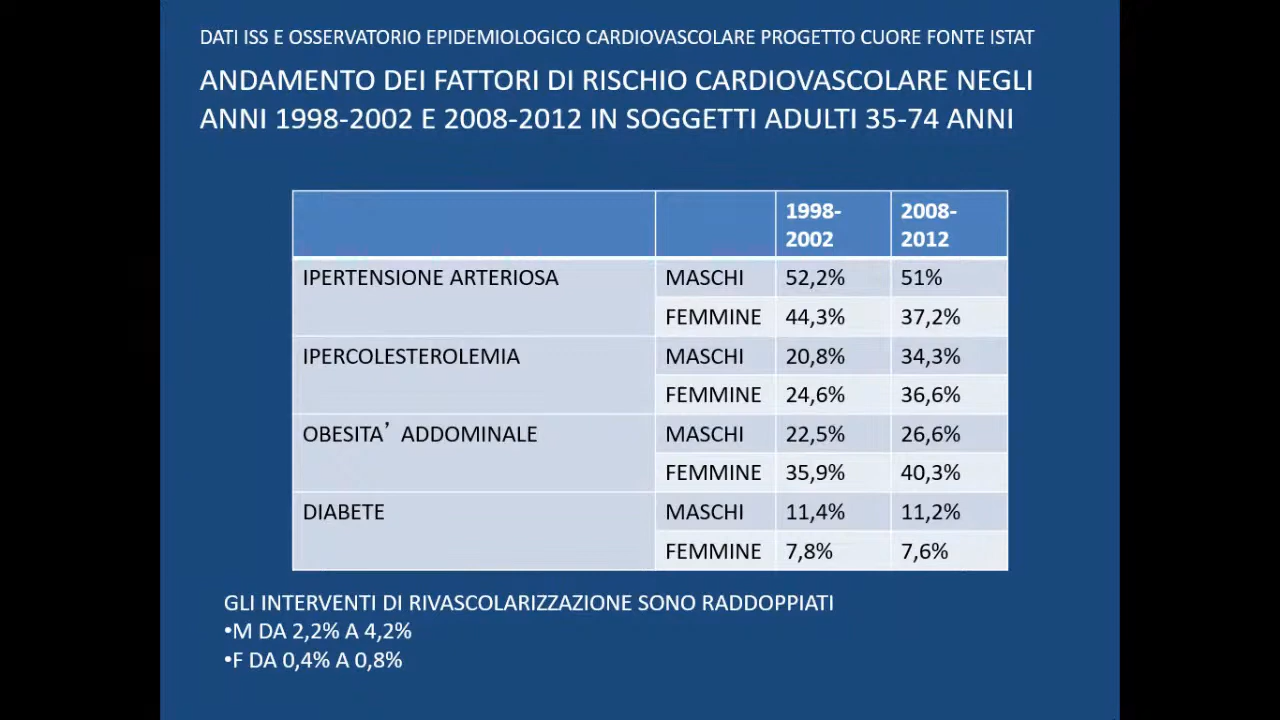 DATI ISS E OSSERVATORIO EPIDEMIOLOGICO CARDIOVASCOLARE PROGETTO CUORE FONTE ISTAT
ANDAMENTO DEI FATTORI DI RISCHIO CARDIOVASCOLARE NEGLI
ANNI 1998-2002 E 2008-2012 IN SOGGETTI ADULTI 35-74 ANNI
1998- 2008-
2002 2012
IPERTENSIONE ARTERIOSA MASCHI 52,2% 51%
FEMMINE 44,3% 37,2%
IPERCOLESTEROLEMIA MASCHI 20,8% 34,3%
FEMMINE 24,6% 36,6%
OBESITA’ ADDOMINALE MASCHI 22,5% 26,6%
FEMMINE 35,9% 40,3%
DIABETE MASCHI 11,4% 11,2%
FEMMINE 7,8% 7,6%
GLI INTERVENTI DI RIVASCOLARIZZAZIONE SONO RADDOPPIATI
•M DA 2,2% A 4,2%
•F DA 0,4% A 0,8%